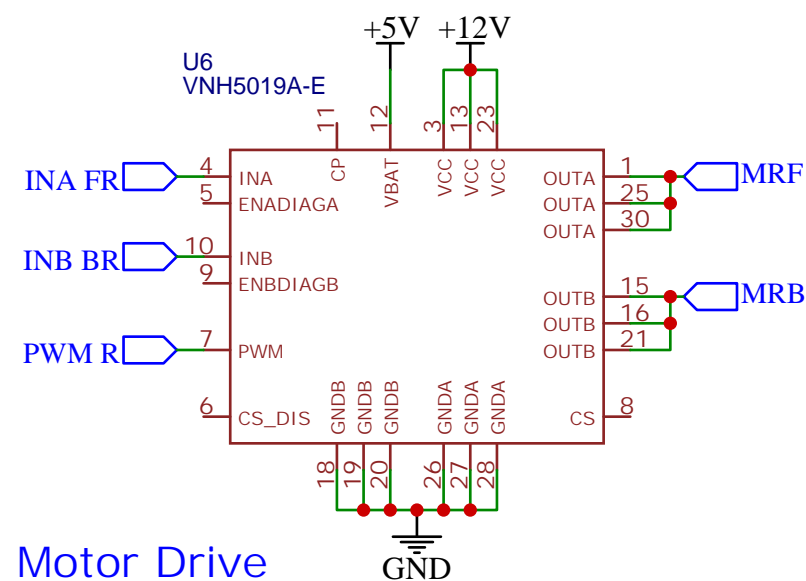 +5V +12V
U6
VNH5019A-E
11 12 3 13 23
CP VBAT VCC VCC VCC
INA FR 4 INA OUTA 1 MRF
5 ENADIAGA OUTA 25
OUTA 30
INB BR 10 INB
9 ENBDIAGB
OUTB 15 MRB
OUTB 16
PWM R 7 PWM OUTB 21
GNDB GNDB GNDB GNDA GNDA GNDA
6 CS_DIS CS 8
18 19 20 26 27 28
Motor Drive GND